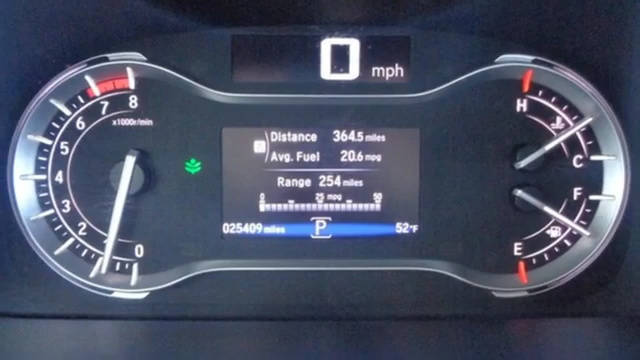 0 mph
8
7
6
5
4
3
2
1
0
x1000r/min
Distance 364.5 miles
Avg. Fuel 20.6 mpg
Range 254 miles
0 25 mpg 50
025409 miles P 52°F
H
C
F
E